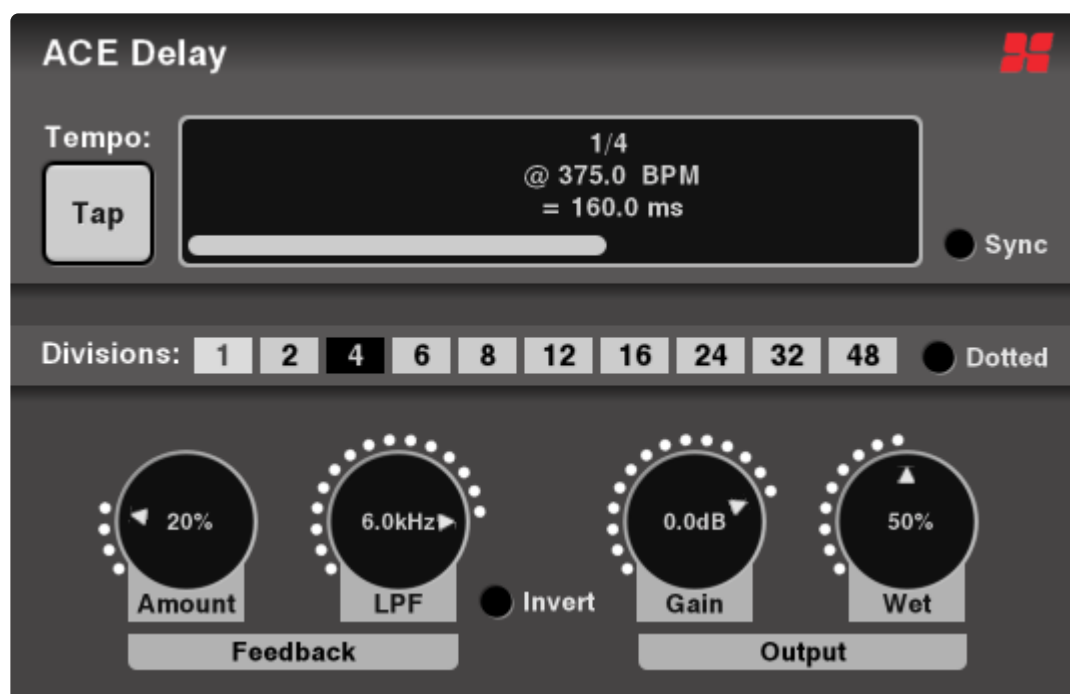 ACE Delay
Tempo:
Tap
1/4
@ 375.0 BPM
= 160.0 ms
Sync
Divisions: 1 2 4 6 8 12 16 24 32 48 Dotted
20% 6.0kHz 0.0dB 50%
Amount LPF Invert Gain Wet
Feedback Output